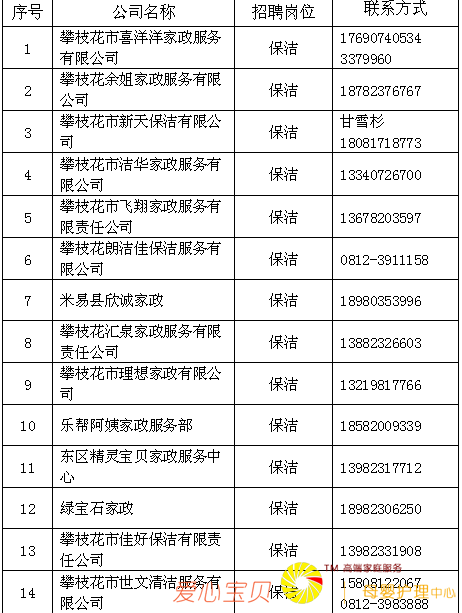 序号 公司名称 招聘岗位 联系方式
1 攀枝花市喜洋洋家政服务有限公司 保洁 17690740534 3379960
2 攀枝花余姐家政服务有限公司 保洁 18782376767
3 攀枝花市新天保洁有限公司 保洁 甘雪杉 18081718773
4 攀枝花市洁华家政服务有限公司 保洁 13340726700
5 攀枝花市飞翔家政服务有限责任公司 保洁 13678203597
6 攀枝花朗洁佳保洁服务有限公司 保洁 0812-3911158
7 米易县欣诚家政 保洁 18980353996
8 攀枝花汇泉家政服务有限责任公司 保洁 13882326603
9 攀枝花市理想家政有限公司 保洁 13219817766
10 乐帮阿姨家政服务部 保洁 18582009339
11 东区精灵宝贝家政服务中心 保洁 13982317712
12 绿宝石家政 保洁 18982306250
13 攀枝花市佳好保洁有限责任公司 保洁 13982331908
14 攀枝花市世文清洁服务有限公司 保洁 15808122067 0812-3983888
爱心宝贝 TM 高端家庭服务 母婴护理中心